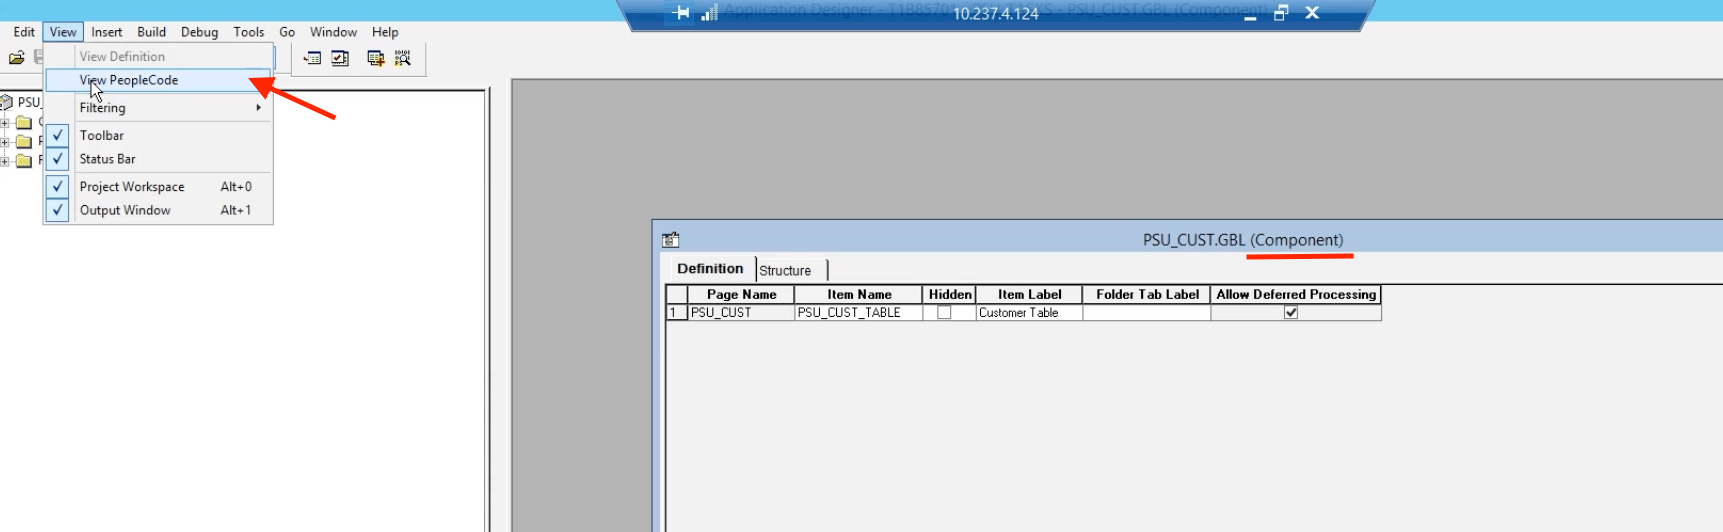 Application Designer - T1B8570 - PSU_CUST.GBL (Component)
10.237.4.124
Edit View Insert Build Debug Tools Go Window Help
View Definition
View PeopleCode
PSU_
Filtering
Toolbar
Status Bar
Project Workspace Alt+0
Output Window Alt+1
PSU_CUST.GBL (Component)
Definition Structure
Page Name Item Name Hidden Item Label Folder Tab Label Allow Deferred Processing
1 PSU_CUST PSU_CUST_TABLE Customer Table